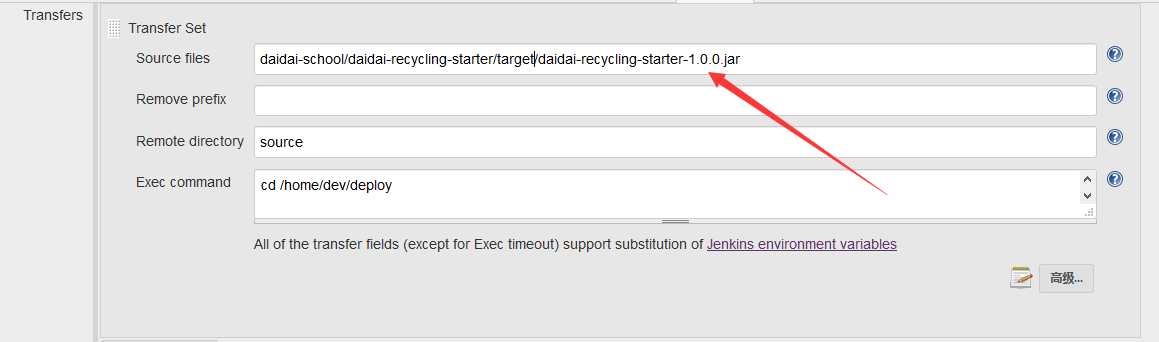 Transfers
Transfer Set
Source files
daidai-school/daidai-recycling-starter/target/daidai-recycling-starter-1.0.0.jar
Remove prefix
Remote directory
source
Exec command
cd /home/dev/deploy
All of the transfer fields (except for Exec timeout) support substitution of Jenkins environment variables
高级...